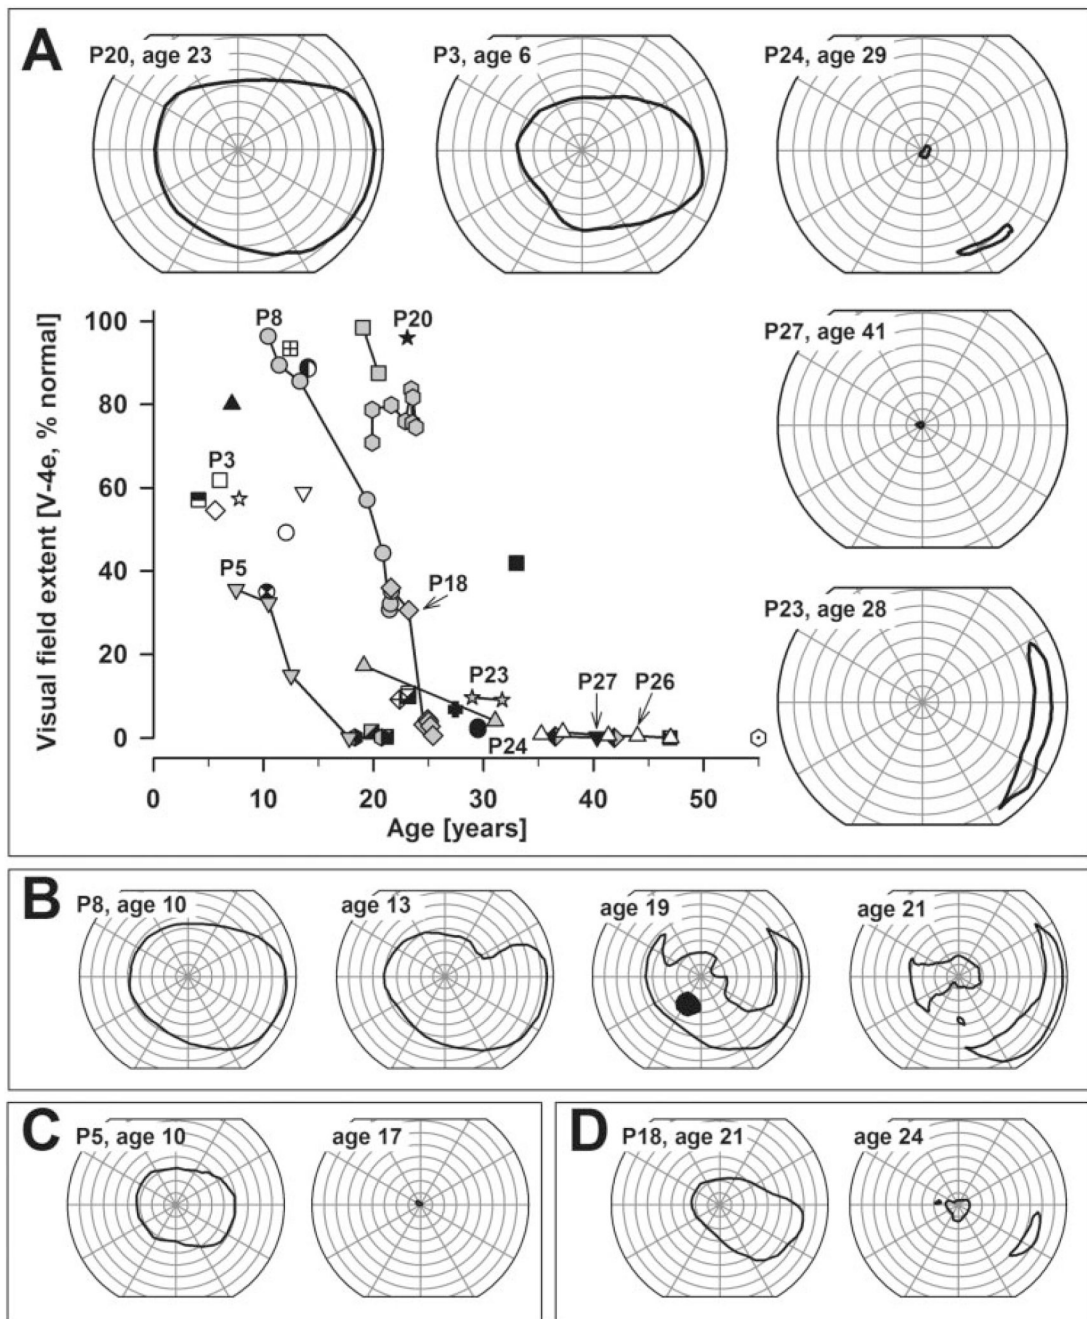 A
P20, age 23
P3, age 6
P24, age 29
Visual field extent [V-4e, % normal]
100
80
60
40
20
0
P8
P20
P3
P5
P18
P23
P27
P26
P24
0
10
20
30
40
50
Age [years]
P27, age 41
P23, age 28
B
P8, age 10
age 13
age 19
age 21
C
P5, age 10
age 17
D
P18, age 21
age 24